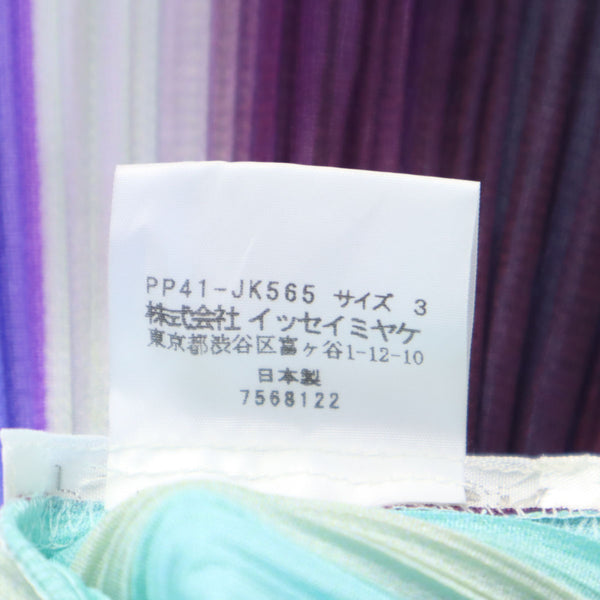 PP41-JK565 サイズ 3
株式会社 イッセイミヤケ
東京都渋谷区富ヶ谷1-12-10
日本製
7568122